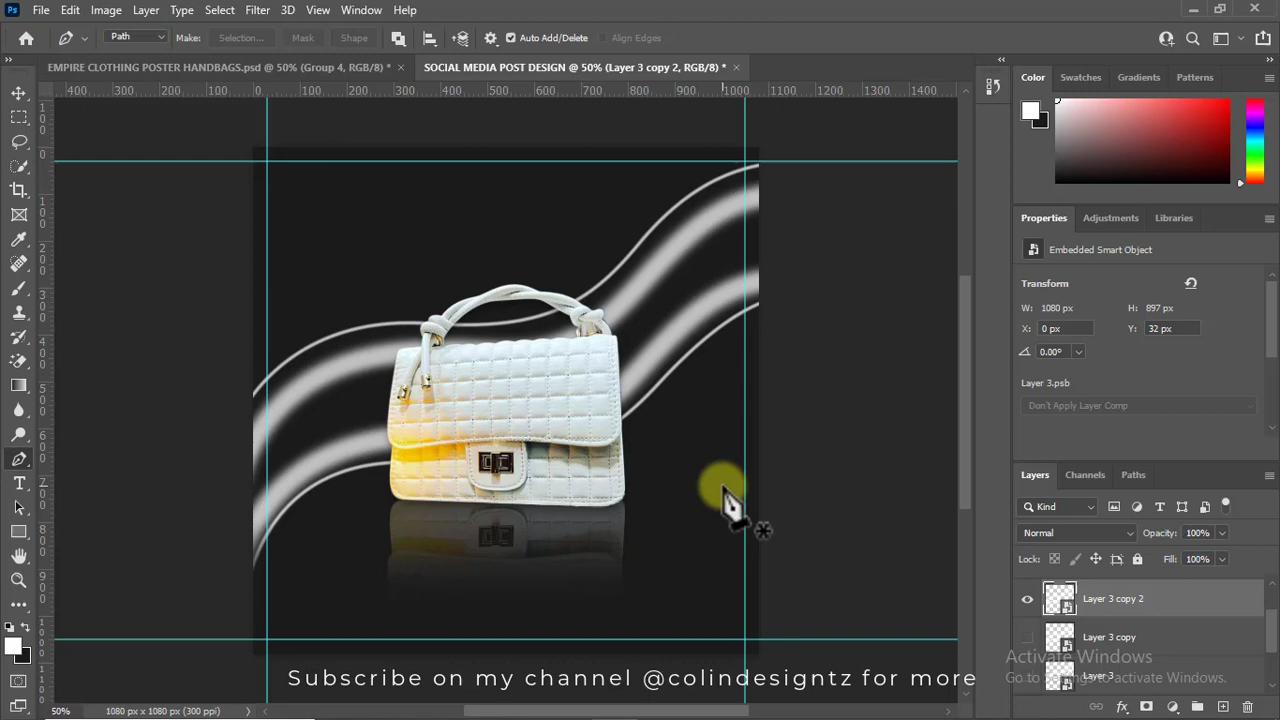 Ps File Edit Image Layer Type Select Filter 3D View Window Help
Path Make: Selection... Mask Shape Auto Add/Delete Align Edges
EMPIRE CLOTHING POSTER HANDBAGS.psd @ 50% (Group 4, RGB/8) * × SOCIAL MEDIA POST DESIGN @ 50% (Layer 3 copy 2, RGB/8) * ×
400 300 200 100 0 100 200 300 400 500 600 700 800 900 1000 1100 1200 1300 1400
Color Swatches Gradients Patterns
Properties Adjustments Libraries
Embedded Smart Object
Transform
W: 1080 px H: 897 px
X: 0 px Y: 32 px
0.00°
Layer 3.psb
Don't Apply Layer Comp
Layers Channels Paths
Kind
Normal Opacity: 100%
Lock: Fill: 100%
Layer 3 copy 2
Layer 3 copy
Layer 3
Activate Windows
Go to Settings to activate Windows.
Subscribe on my channel @colindesigntz for more
50% 1080 px x 1080 px (300 ppi)